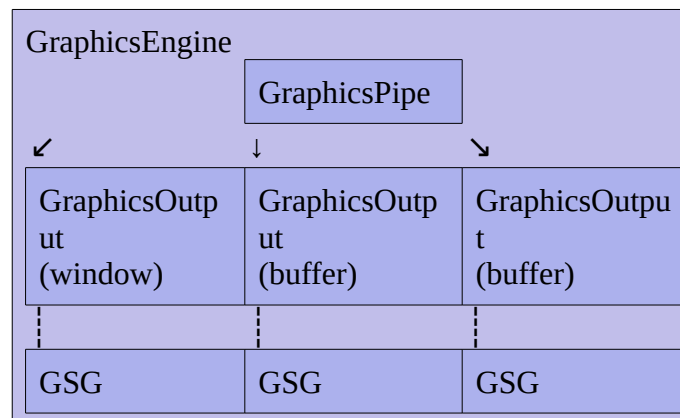 GraphicsEngine
GraphicsPipe
↙ ↓ ↘
GraphicsOutp
ut
(window)
GraphicsOutp
ut
(buffer)
GraphicsOutpu
t
(buffer)
GSG
GSG
GSG